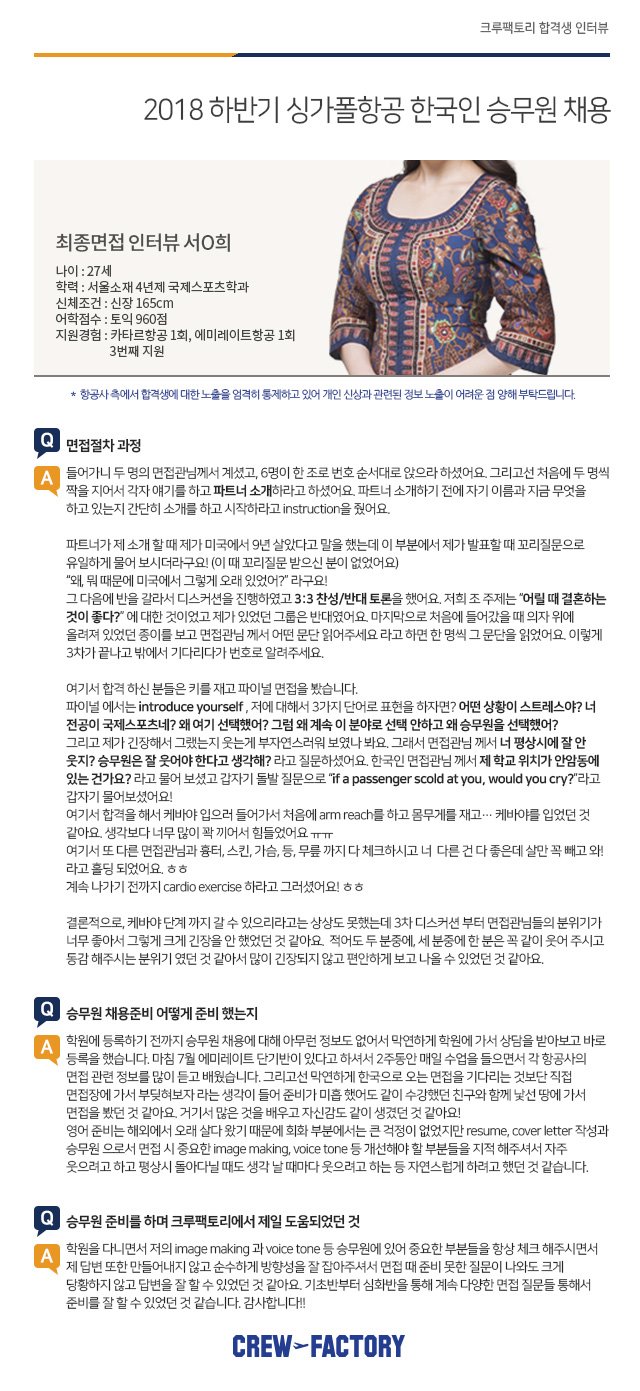 크루팩토리 합격생 인터뷰
2018 하반기 싱가폴항공 한국인 승무원 채용
최종면접 인터뷰 서O희
나이 : 27세
학력 : 서울소재 4년제 국제스포츠학과
신체조건 : 신장 165cm
어학점수 : 토익 960점
지원경험 : 카타르항공 1회, 에미레이트항공 1회
3번째 지원
* 항공사 측에서 합격생에 대한 노출을 엄격히 통제하고 있어 개인 신상과 관련된 정보 노출이 어려운 점 양해 부탁드립니다.
Q 면접절차 과정
A 들어가니 두 명의 면접관님께서 계셨고, 6명이 한 조로 번호 순서대로 앉으라 하셨어요. 그리고선 처음에 두 명씩
짝을 지어서 각자 얘기를 하고 파트너 소개하라고 하셨어요. 파트너 소개하기 전에 자기 이름과 지금 무엇을
하고 있는지 간단히 소개를 하고 시작하라고 instruction을 줬어요.
파트너가 제 소개 할 때 제가 미국에서 9년 살았다고 말을 했는데 이 부분에서 제가 발표할 때 꼬리질문으로
유일하게 물어 보시더라구요! (이 때 꼬리질문 받으신 분이 없었어요)
“왜, 뭐 때문에 미국에서 그렇게 오래 있었어?” 라구요!
그 다음에 반을 갈라서 디스커션을 진행하였고 3:3 찬성/반대 토론을 했어요. 저희 조 주제는 “어릴 때 결혼하는
것이 좋다?” 에 대한 것이었고 제가 있었던 그룹은 반대였어요. 마지막으로 처음에 들어갔을 때 의자 위에
올려져 있었던 종이를 보고 면접관님 께서 어떤 문단 읽어주세요 라고 하면 한 명씩 그 문단을 읽었어요. 이렇게
3차가 끝나고 밖에서 기다리다가 번호로 알려주세요.
여기서 합격 하신 분들은 키를 재고 파이널 면접을 봤습니다.
파이널 에서는 introduce yourself , 저에 대해서 3가지 단어로 표현을 하자면? 어떤 상황이 스트레스야? 너
전공이 국제스포츠네? 왜 여기 선택했어? 그럼 왜 계속 이 분야로 선택 안하고 왜 승무원을 선택했어?
그리고 제가 긴장해서 그랬는지 웃는게 부자연스러워 보였나 봐요. 그래서 면접관님 께서 너 평상시에 잘 안
웃지? 승무원은 잘 웃어야 한다고 생각해? 라고 질문하셨어요. 한국인 면접관님 께서 제 학교 위치가 안암동에
있는 건가요? 라고 물어 보셨고 갑자기 돌발 질문으로 “if a passenger scold at you, would you cry?”라고
갑자기 물어보셨어요!
여기서 합격을 해서 케바야 입으러 들어가서 처음에 arm reach를 하고 몸무게를 재고… 케바야를 입었던 것
같아요. 생각보다 너무 많이 꽉 끼어서 힘들었어요 ㅠㅠ
여기서 또 다른 면접관님과 흉터, 스킨, 가슴, 등, 무릎 까지 다 체크하시고 너 다른 건 다 좋은데 살만 꼭 빼고 와!
라고 홀딩 되었어요. ㅎㅎ
계속 나가기 전까지 cardio exercise 하라고 그러셨어요! ㅎㅎ
결론적으로, 케바야 단계 까지 갈 수 있으리라고는 상상도 못했는데 3차 디스커션 부터 면접관님들의 분위기가
너무 좋아서 그렇게 크게 긴장을 안 했었던 것 같아요. 적어도 두 분중에, 세 분중에 한 분은 꼭 같이 웃어 주시고
동감 해주시는 분위기 였던 것 같아서 많이 긴장되지 않고 편안하게 보고 나올 수 있었던 것 같아요.
Q 승무원 채용준비 어떻게 준비 했는지
A 학원에 등록하기 전까지 승무원 채용에 대해 아무런 정보도 없어서 막연하게 학원에 가서 상담을 받아보고 바로
등록을 했습니다. 마침 7월 에미레이트 단기반이 있다고 하셔서 2주동안 매일 수업을 들으면서 각 항공사의
면접 관련 정보를 많이 듣고 배웠습니다. 그리고선 막연하게 한국으로 오는 면접을 기다리는 것보단 직접
면접장에 가서 부딪혀보자 라는 생각이 들어 준비가 미흡 했어도 같이 수강했던 친구와 함께 낯선 땅에 가서
면접을 봤던 것 같아요. 거기서 많은 것을 배우고 자신감도 같이 생겼던 것 같아요!
영어 준비는 해외에서 오래 살다 왔기 때문에 회화 부분에서는 큰 걱정이 없었지만 resume, cover letter 작성과
승무원 으로서 면접 시 중요한 image making, voice tone 등 개선해야 할 부분들을 지적 해주셔서 자주
웃으려고 하고 평상시 돌아다닐 때도 생각 날 때마다 웃으려고 하는 등 자연스럽게 하려고 했던 것 같습니다.
Q 승무원 준비를 하며 크루팩토리에서 제일 도움되었던 것
A 학원을 다니면서 저의 image making 과 voice tone 등 승무원에 있어 중요한 부분들을 항상 체크 해주시면서
제 답변 또한 만들어내지 않고 순수하게 방향성을 잘 잡아주셔서 면접 때 준비 못한 질문이 나와도 크게
당황하지 않고 답변을 잘 할 수 있었던 것 같아요. 기초반부터 심화반을 통해 계속 다양한 면접 질문들 통해서
준비를 잘 할 수 있었던 것 같습니다. 감사합니다!!
CREW FACTORY